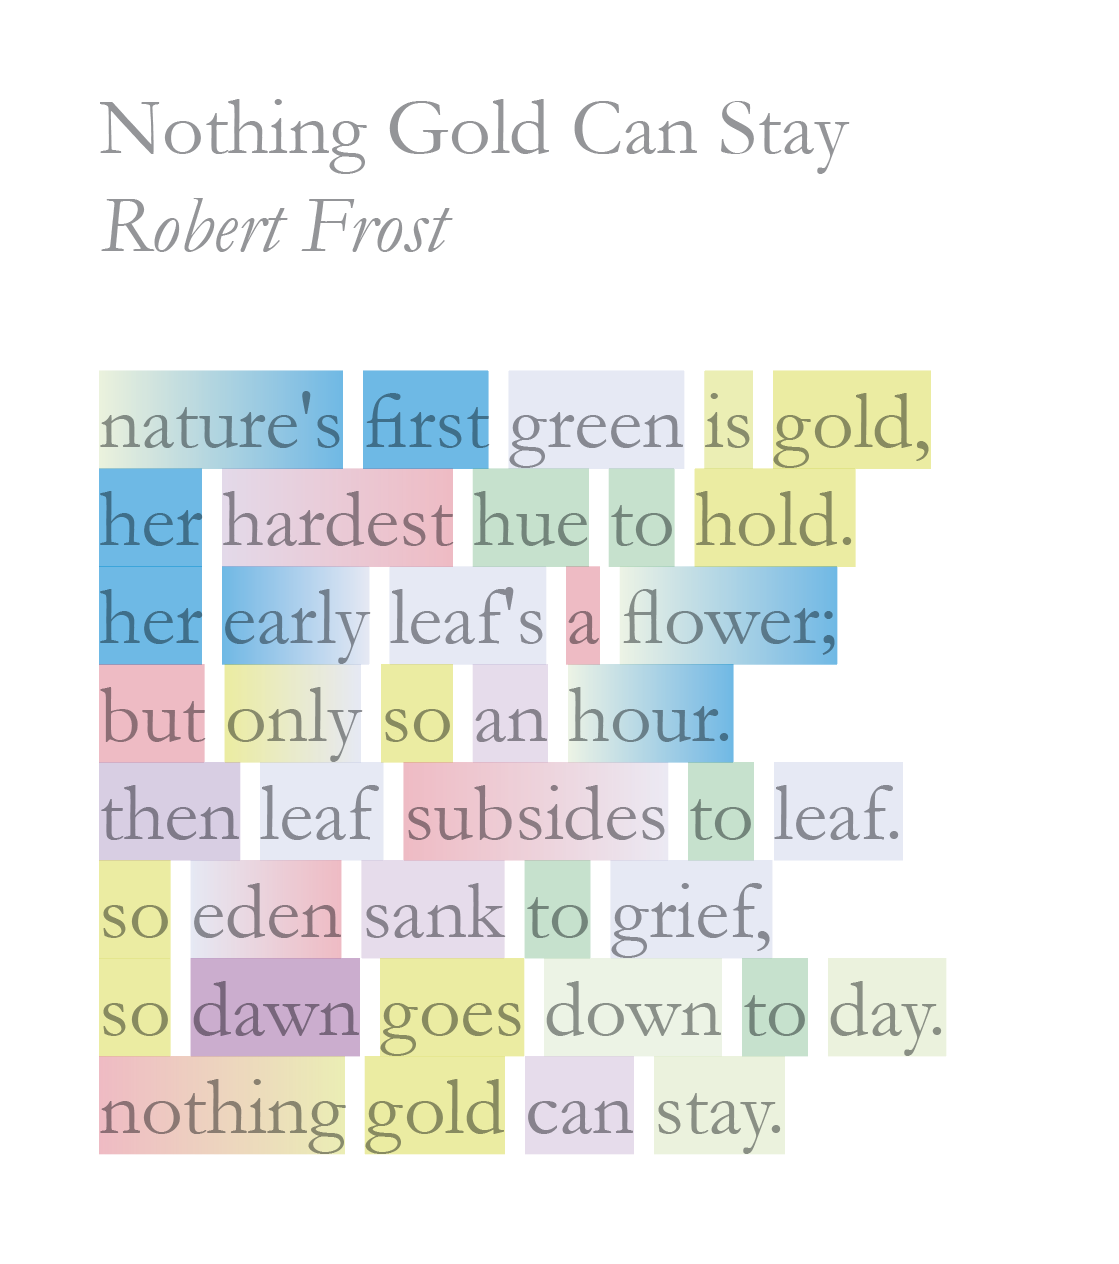 Nothing Gold Can Stay
Robert Frost
nature's first green is gold,
her hardest hue to hold.
her early leaf's a flower;
but only so an hour.
then leaf subsides to leaf.
so eden sank to grief,
so dawn goes down to day.
nothing gold can stay.